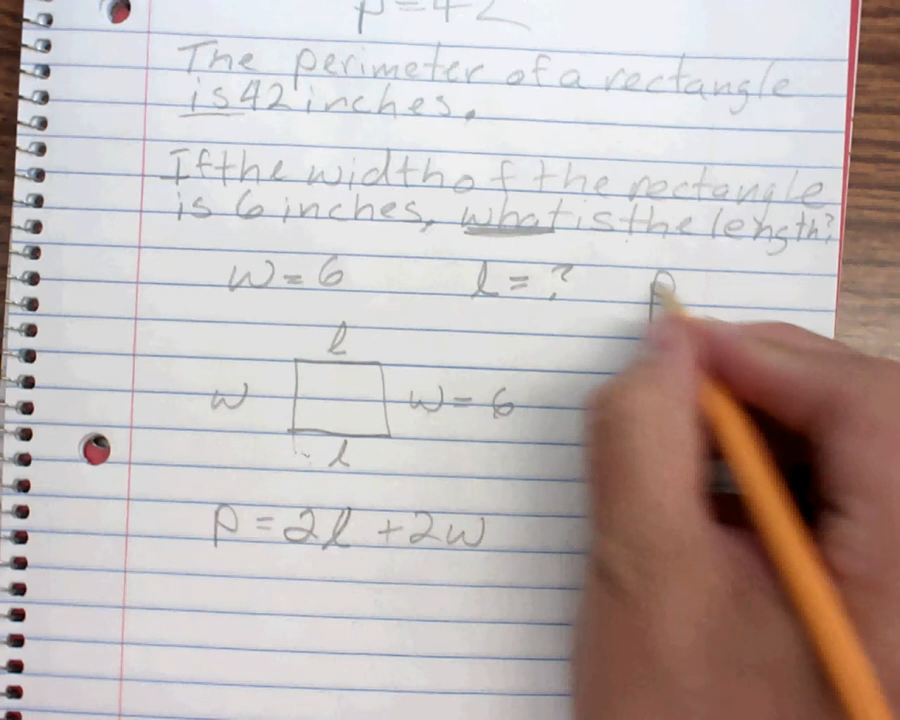 P = 42
The perimeter of a rectangle
is 42 inches.
If the width of the rectangle
is 6 inches, what is the length?
w = 6 l = ? P
l
w w = 6
l
P = 2l + 2w